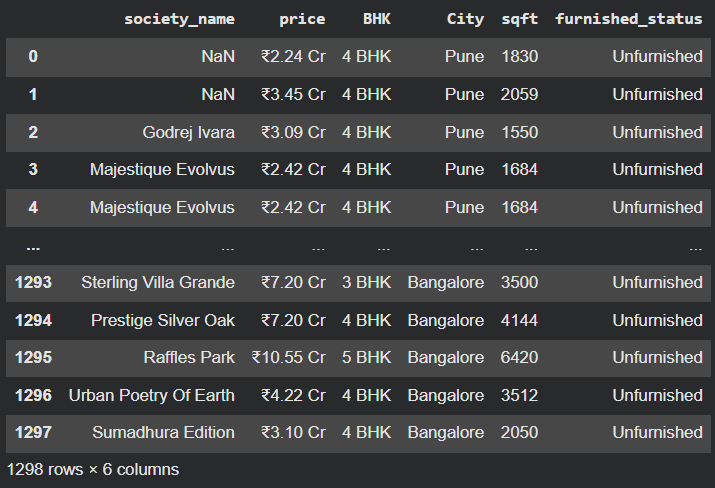 society_name price BHK City sqft furnished_status
0 NaN ₹2.24 Cr 4 BHK Pune 1830 Unfurnished
1 NaN ₹3.45 Cr 4 BHK Pune 2059 Unfurnished
2 Godrej Ivara ₹3.09 Cr 4 BHK Pune 1550 Unfurnished
3 Majestique Evolvus ₹2.42 Cr 4 BHK Pune 1684 Unfurnished
4 Majestique Evolvus ₹2.42 Cr 4 BHK Pune 1684 Unfurnished
... ... ... ... ... ... ...
1293 Sterling Villa Grande ₹7.20 Cr 3 BHK Bangalore 3500 Unfurnished
1294 Prestige Silver Oak ₹7.20 Cr 4 BHK Bangalore 4144 Unfurnished
1295 Raffles Park ₹10.55 Cr 5 BHK Bangalore 6420 Unfurnished
1296 Urban Poetry Of Earth ₹4.22 Cr 4 BHK Bangalore 3512 Unfurnished
1297 Sumadhura Edition ₹3.10 Cr 4 BHK Bangalore 2050 Unfurnished
1298 rows × 6 columns